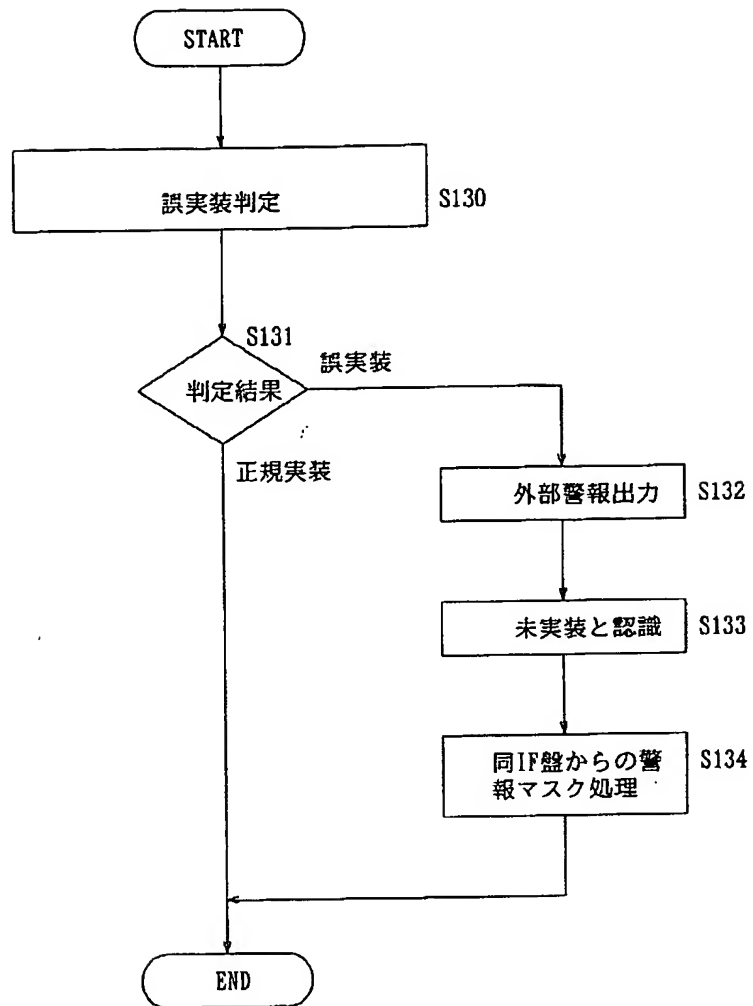 START
誤実装判定
S130
S131
判定結果
誤実装
正規実装
外部警報出力
S132
未実装と認識
S133
同IF盤からの警
報マスク処理
S134
END